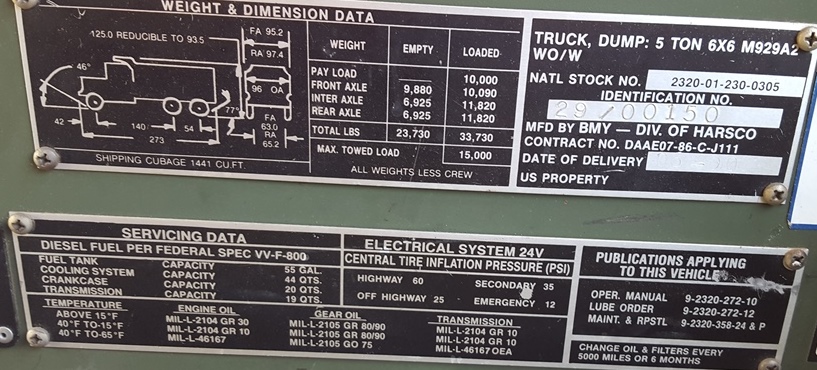 WEIGHT & DIMENSION DATA
125.0 REDUCIBLE TO 93.5
FA 95.2
RA 97.4
46°
96 OA
77°
42
140
54
273
FA
63.0
RA
65.2
SHIPPING CUBAGE 1441 CU.FT.
WEIGHT EMPTY LOADED
PAY LOAD 10,000
FRONT AXLE 9,880 10,090
INTER AXLE 6,925 11,820
REAR AXLE 6,925 11,820
TOTAL LBS 23,730 33,730
MAX. TOWED LOAD 15,000
ALL WEIGHTS LESS CREW
TRUCK, DUMP: 5 TON 6X6 M929A2
WO/W
NATL STOCK NO. 2320-01-230-0305
IDENTIFICATION NO.
29/00150
MFD BY BMY — DIV. OF HARSCO
CONTRACT NO. DAAE07-86-C-J111
DATE OF DELIVERY
US PROPERTY
SERVICING DATA
DIESEL FUEL PER FEDERAL SPEC VV-F-800
FUEL TANK CAPACITY 55 GAL.
COOLING SYSTEM CAPACITY 44 QTS.
CRANKCASE CAPACITY 20 QTS.
TRANSMISSION CAPACITY 19 QTS.
ELECTRICAL SYSTEM 24V
CENTRAL TIRE INFLATION PRESSURE (PSI)
HIGHWAY 60 SECONDARY 35
OFF HIGHWAY 25 EMERGENCY 12
TEMPERATURE ENGINE OIL GEAR OIL TRANSMISSION
ABOVE 15°F MIL-L-2104 GR 30 MIL-L-2105 GR 80/90 MIL-L-2104 GR 10
40°F TO-15°F MIL-L-2104 GR 10 MIL-L-2105 GR 80/90 MIL-L-2104 GR 10
40°F TO-65°F MIL-L-46167 MIL-L-2105 GO 75 MIL-L-46167 OEA
PUBLICATIONS APPLYING
TO THIS VEHICLE
OPER. MANUAL 9-2320-272-10
LUBE ORDER 9-2320-272-12
MAINT. & RPSTL 9-2320-358-24 & P
CHANGE OIL & FILTERS EVERY
5000 MILES OR 6 MONTHS